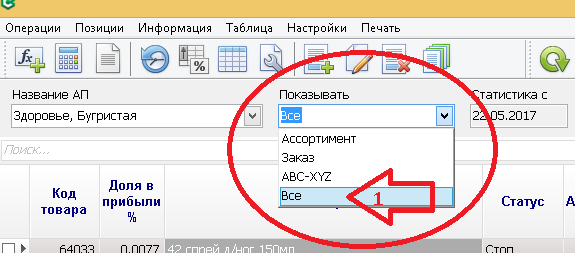 Операции Позиции Информация Таблица Настройки Печать
Название АП Показывать Статистика с
Здоровье, Бугристая Все 22.05.2017
Ассортимент
Поиск...
Заказ
ABC-XYZ
Все
1
Код товара Доля в прибыли % Статус А
64033 0.0077 42 спрей д/ног 150мл Стоп